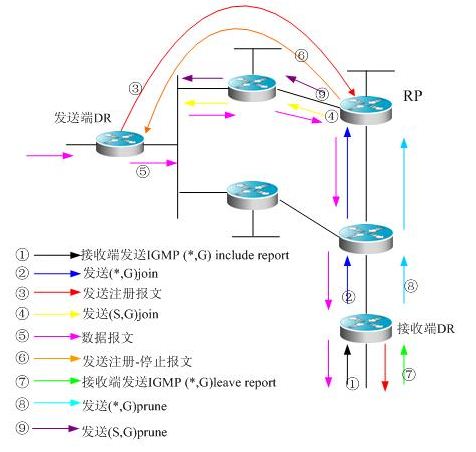 ⑥
③
⑨
RP
④
发送端DR
⑤
① 接收端发送IGMP (*,G) include report
② 发送(*,G)join
③ 发送注册报文
④ 发送(S,G)join
⑤ 数据报文
⑥ 发送注册-停止报文
⑦ 接收端发送IGMP (*,G)leave report
⑧ 发送(*,G)prune
⑨ 发送(S,G)prune
②
⑧
接收端DR
①
⑦